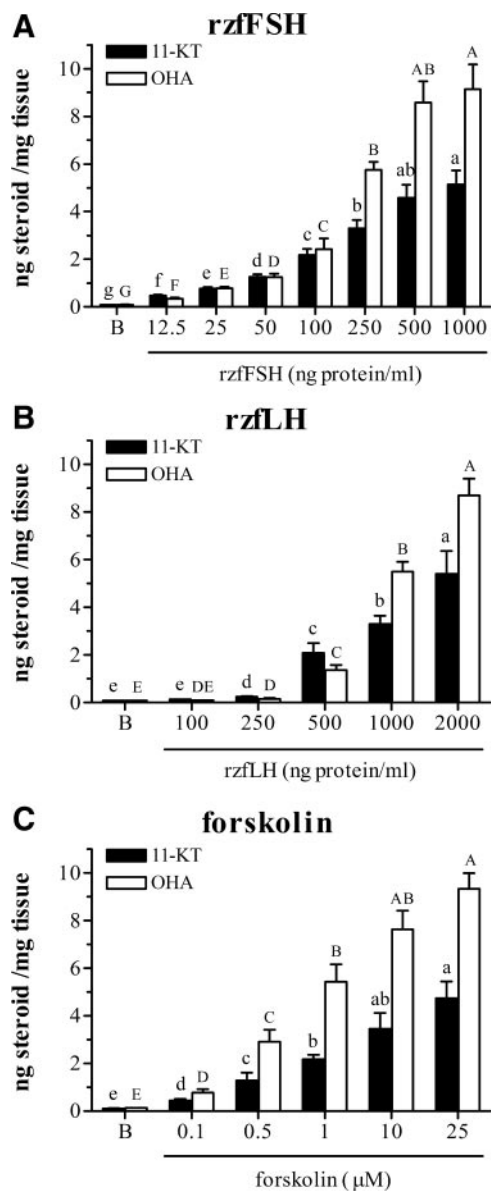 A
rzfFSH
11-KT
OHA
ng steroid /mg tissue
10
8
6
4
2
0
g G
f F
e E
d D
c C
b B
ab AB
a A
B 12.5 25 50 100 250 500 1000
rzfFSH (ng protein/ml)
B
rzfLH
11-KT
OHA
ng steroid /mg tissue
10
8
6
4
2
0
e E
e DE
d D
c C
b B
a A
B 100 250 500 1000 2000
rzfLH (ng protein/ml)
C
forskolin
11-KT
OHA
ng steroid /mg tissue
10
8
6
4
2
0
e E
d D
c C
b B
ab AB
a A
B 0.1 0.5 1 10 25
forskolin (μM)